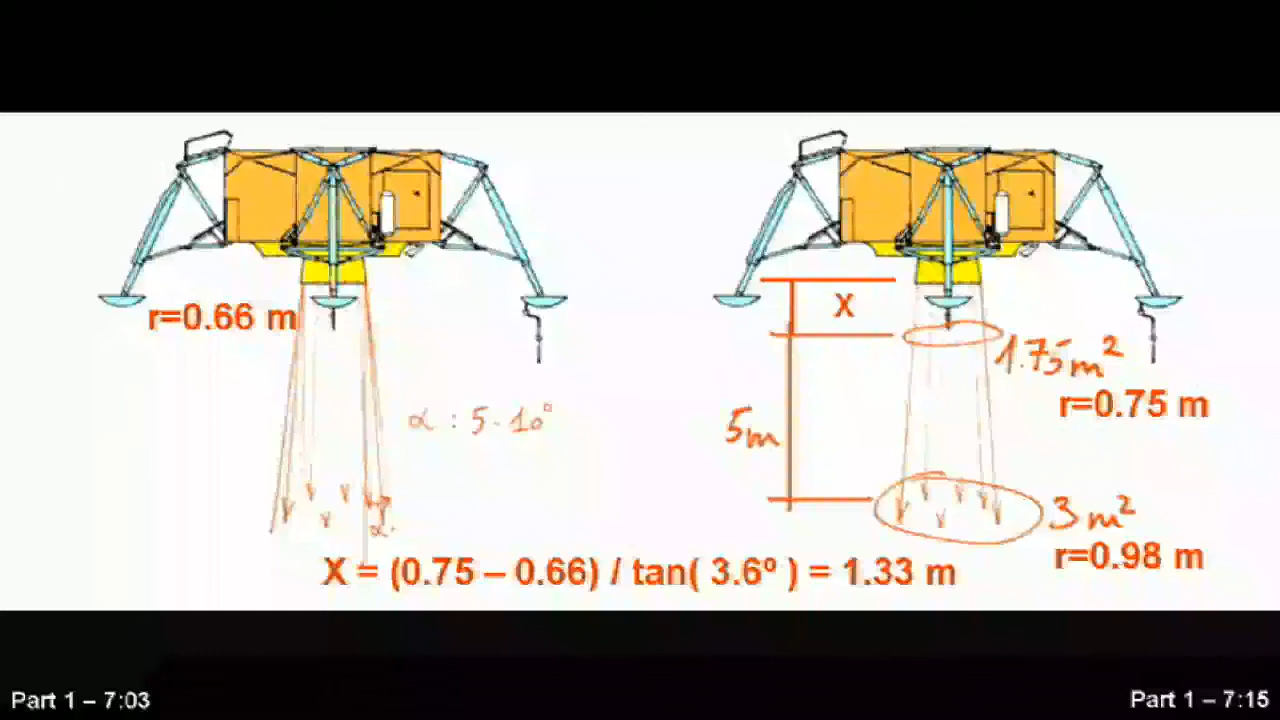 r=0.66 m
α : 5-10°
α
X
1.75 m²
r=0.75 m
5m
3 m²
r=0.98 m
X = (0.75 – 0.66) / tan( 3.6º ) = 1.33 m
Part 1 – 7:03
Part 1 – 7:15